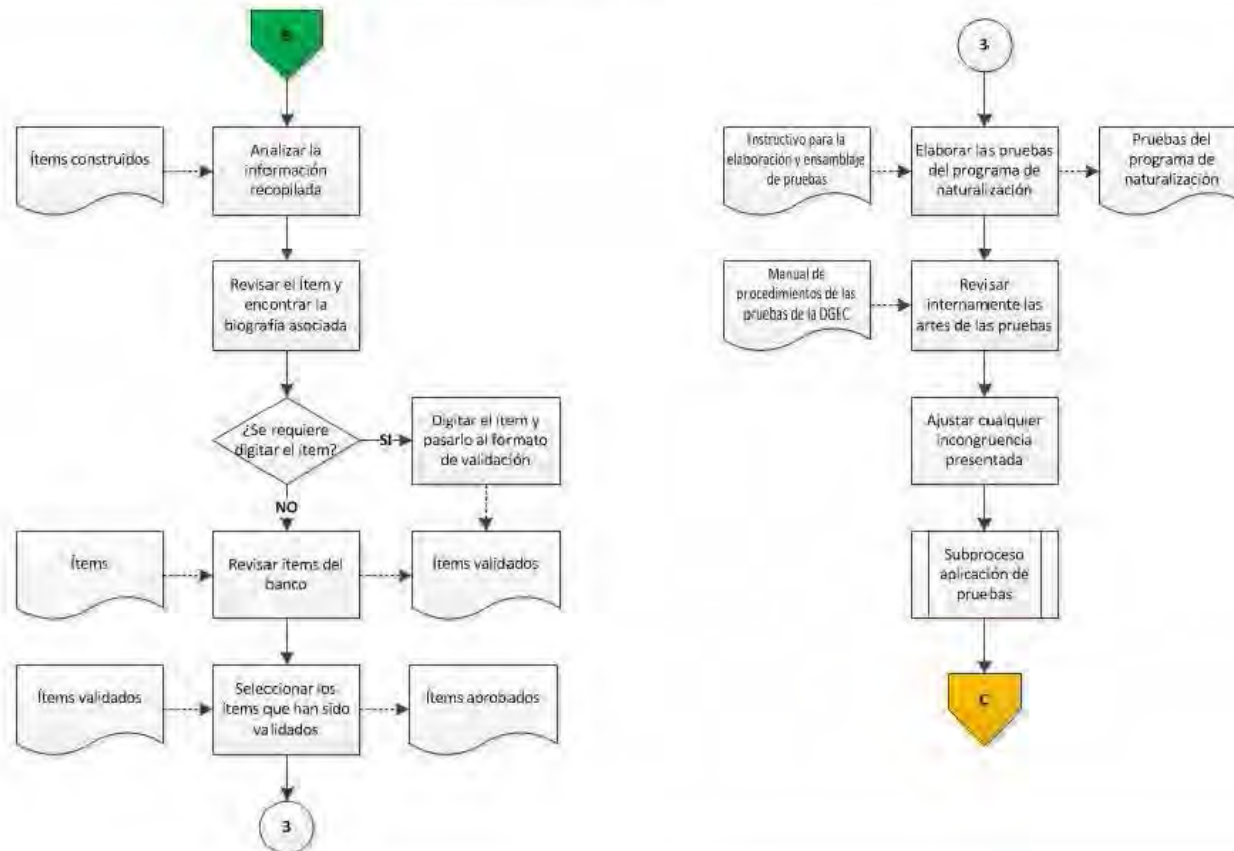 B
Ítems construidos
Analizar la
información
recopilada
Revisar el Ítem y
encontrar la
biografía asociada
¿Se requiere
digitar el ítem?
SI
Digitar el ítem y
pasarlo al formato
de validación
NO
Ítems
Revisar ítems del
banco
Ítems validados
Ítems validados
Seleccionar los
ítems que han sido
validados
Ítems aprobados
3
3
Instructivo para la
elaboración y ensamblaje
de pruebas
Elaborar las pruebas
del programa de
naturalización
Pruebas del
programa de
naturalización
Manual de
procedimientos de las
pruebas de la DGEC
Revisar
internamente las
artes de las pruebas
Ajustar cualquier
incongruencia
presentada
Subproceso
aplicación de
pruebas
C